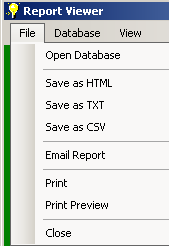 Report Viewer
File Database View
Open Database
Save as HTML
Save as TXT
Save as CSV
Email Report
Print
Print Preview
Close